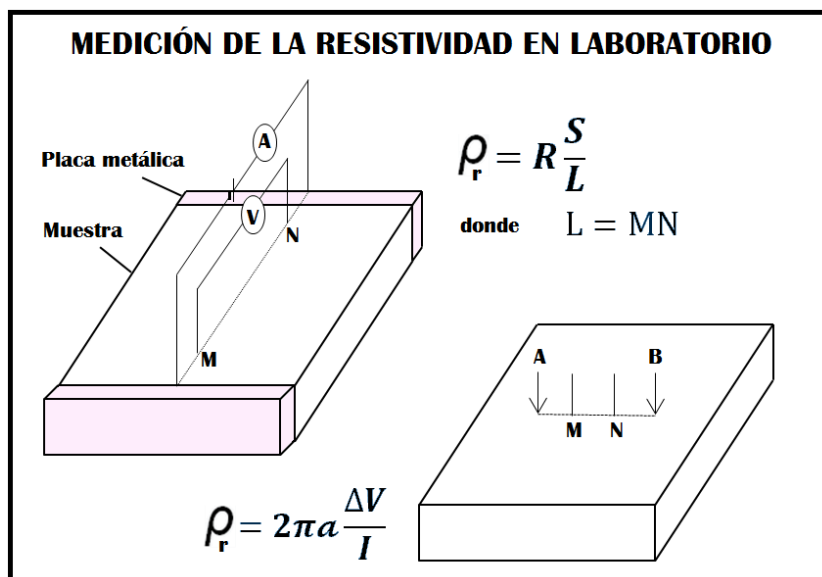 MEDICIÓN DE LA RESISTIVIDAD EN LABORATORIO
Placa metálica
Muestra
A
V
N
M
ρr = R S/L
donde L = MN
A B
M N
ρr = 2πa ΔV/I